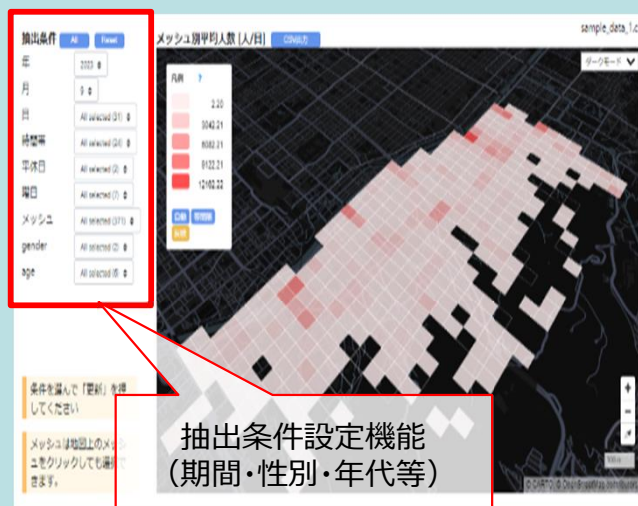 抽出条件 All Reset
年 2023
月 9
日 All selected (31)
時間帯 All selected (24)
平休日 All selected (2)
曜日 All selected (7)
メッシュ All selected (371)
gender All selected (2)
age All selected (6)
条件を選んで「更新」を押
してください
メッシュは地図上のメッシ
ュをクリックしても選択で
きます。
メッシュ別平均人数 [人/日] CSV出力
sample_data_1.c
ダークモード
凡例 ?
2.20
3042.21
6082.21
9122.21
12162.22
抽出条件設定機能
（期間・性別・年代等）
+
−
© CARTO, © OpenStreetMap contributors